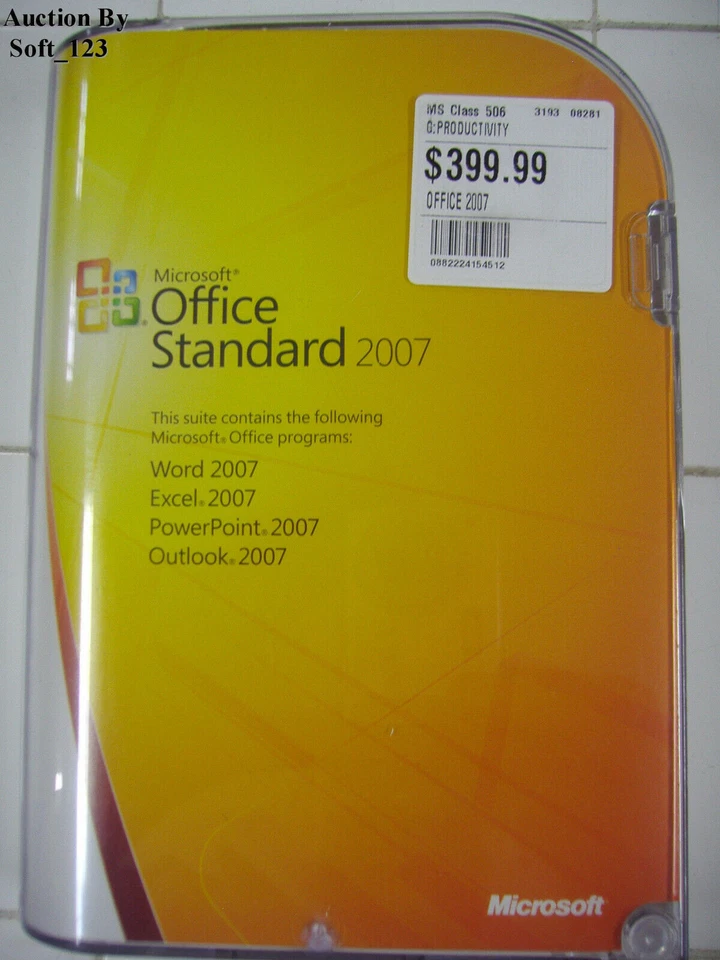 Auction By
Soft_123
MS Class 506 3193 08281
G:PRODUCTIVITY
$399.99
OFFICE 2007
0882224154512
Microsoft®
Office
Standard 2007
This suite contains the following
Microsoft® Office programs:
Word 2007
Excel® 2007
PowerPoint® 2007
Outlook® 2007
Microsoft